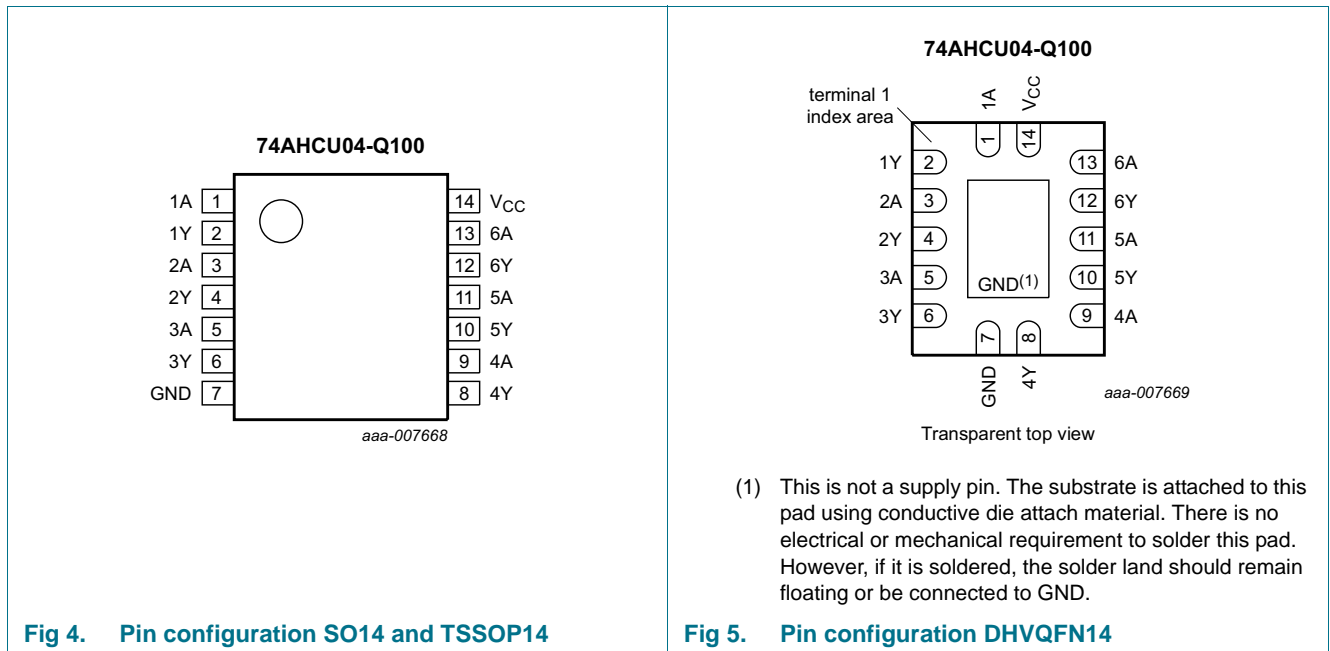 74AHCU04-Q100
1A 1
1Y 2
2A 3
2Y 4
3A 5
3Y 6
GND 7
14 VCC
13 6A
12 6Y
11 5A
10 5Y
9 4A
8 4Y
aaa-007668
Fig 4. Pin configuration SO14 and TSSOP14
74AHCU04-Q100
terminal 1
index area
1A
VCC
1
14
1Y 2
2A 3
2Y 4
3A 5
3Y 6
13 6A
12 6Y
11 5A
10 5Y
9 4A
GND(1)
7
8
GND
4Y
aaa-007669
Transparent top view
(1) This is not a supply pin. The substrate is attached to this
pad using conductive die attach material. There is no
electrical or mechanical requirement to solder this pad.
However, if it is soldered, the solder land should remain
floating or be connected to GND.
Fig 5. Pin configuration DHVQFN14